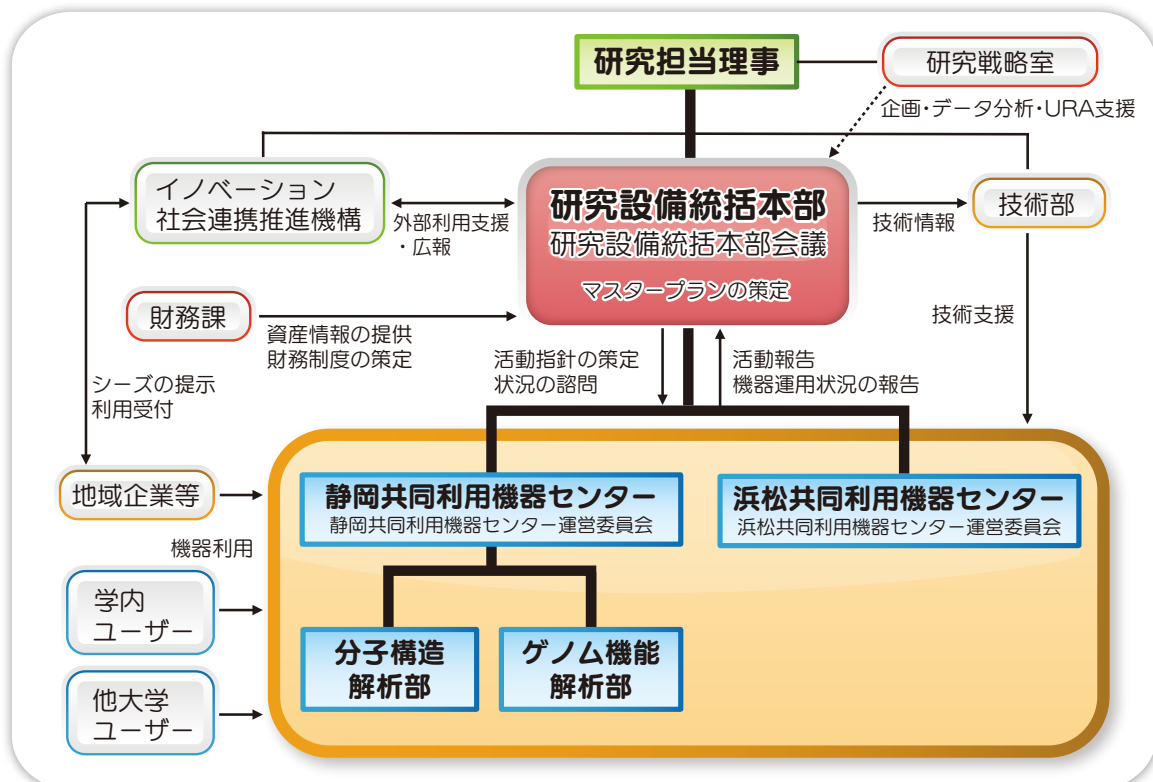 研究担当理事
研究戦略室
企画・データ分析・URA支援
イノベーション
社会連携推進機構
外部利用支援
・広報
研究設備統括本部
研究設備統括本部会議
マスタープランの策定
技術情報
技術部
財務課
資産情報の提供
財務制度の策定
技術支援
活動指針の策定
状況の諮問
活動報告
機器運用状況の報告
シーズの提示
利用受付
地域企業等
静岡共同利用機器センター
静岡共同利用機器センター運営委員会
浜松共同利用機器センター
浜松共同利用機器センター運営委員会
機器利用
学内
ユーザー
分子構造
解析部
ゲノム機能
解析部
他大学
ユーザー